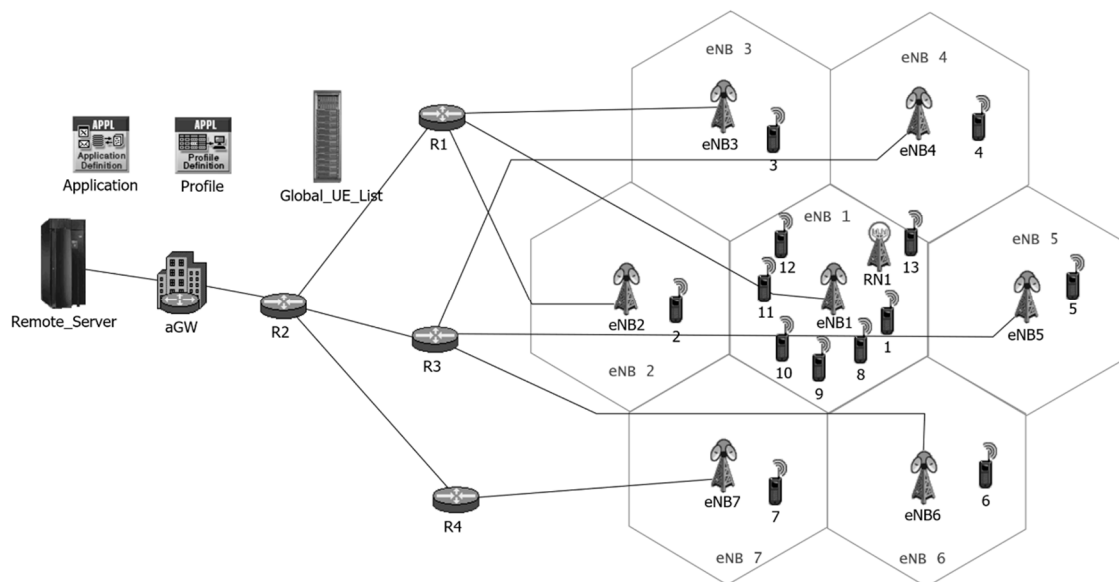 eNB 3
eNB 4
APPL
Application
Definition
APPL
Profile
Definition
Application
Profile
Global_UE_List
R1
eNB3
3
eNB4
4
eNB 1
eNB 5
12
RN1
13
Remote_Server
aGW
R2
R3
eNB2
2
11
eNB1
1
eNB5
5
10
9
8
eNB 2
R4
eNB7
7
eNB6
6
eNB 7
eNB 6